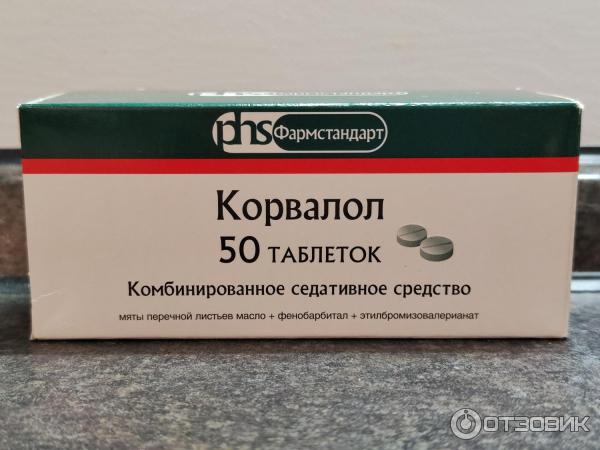 phs Фармстандарт
Корвалол
50 ТАБЛЕТОК
Комбинированное седативное средство
мяты перечной листьев масло + фенобарбитал + этилбромизовалерианат
ОТЗОВИК